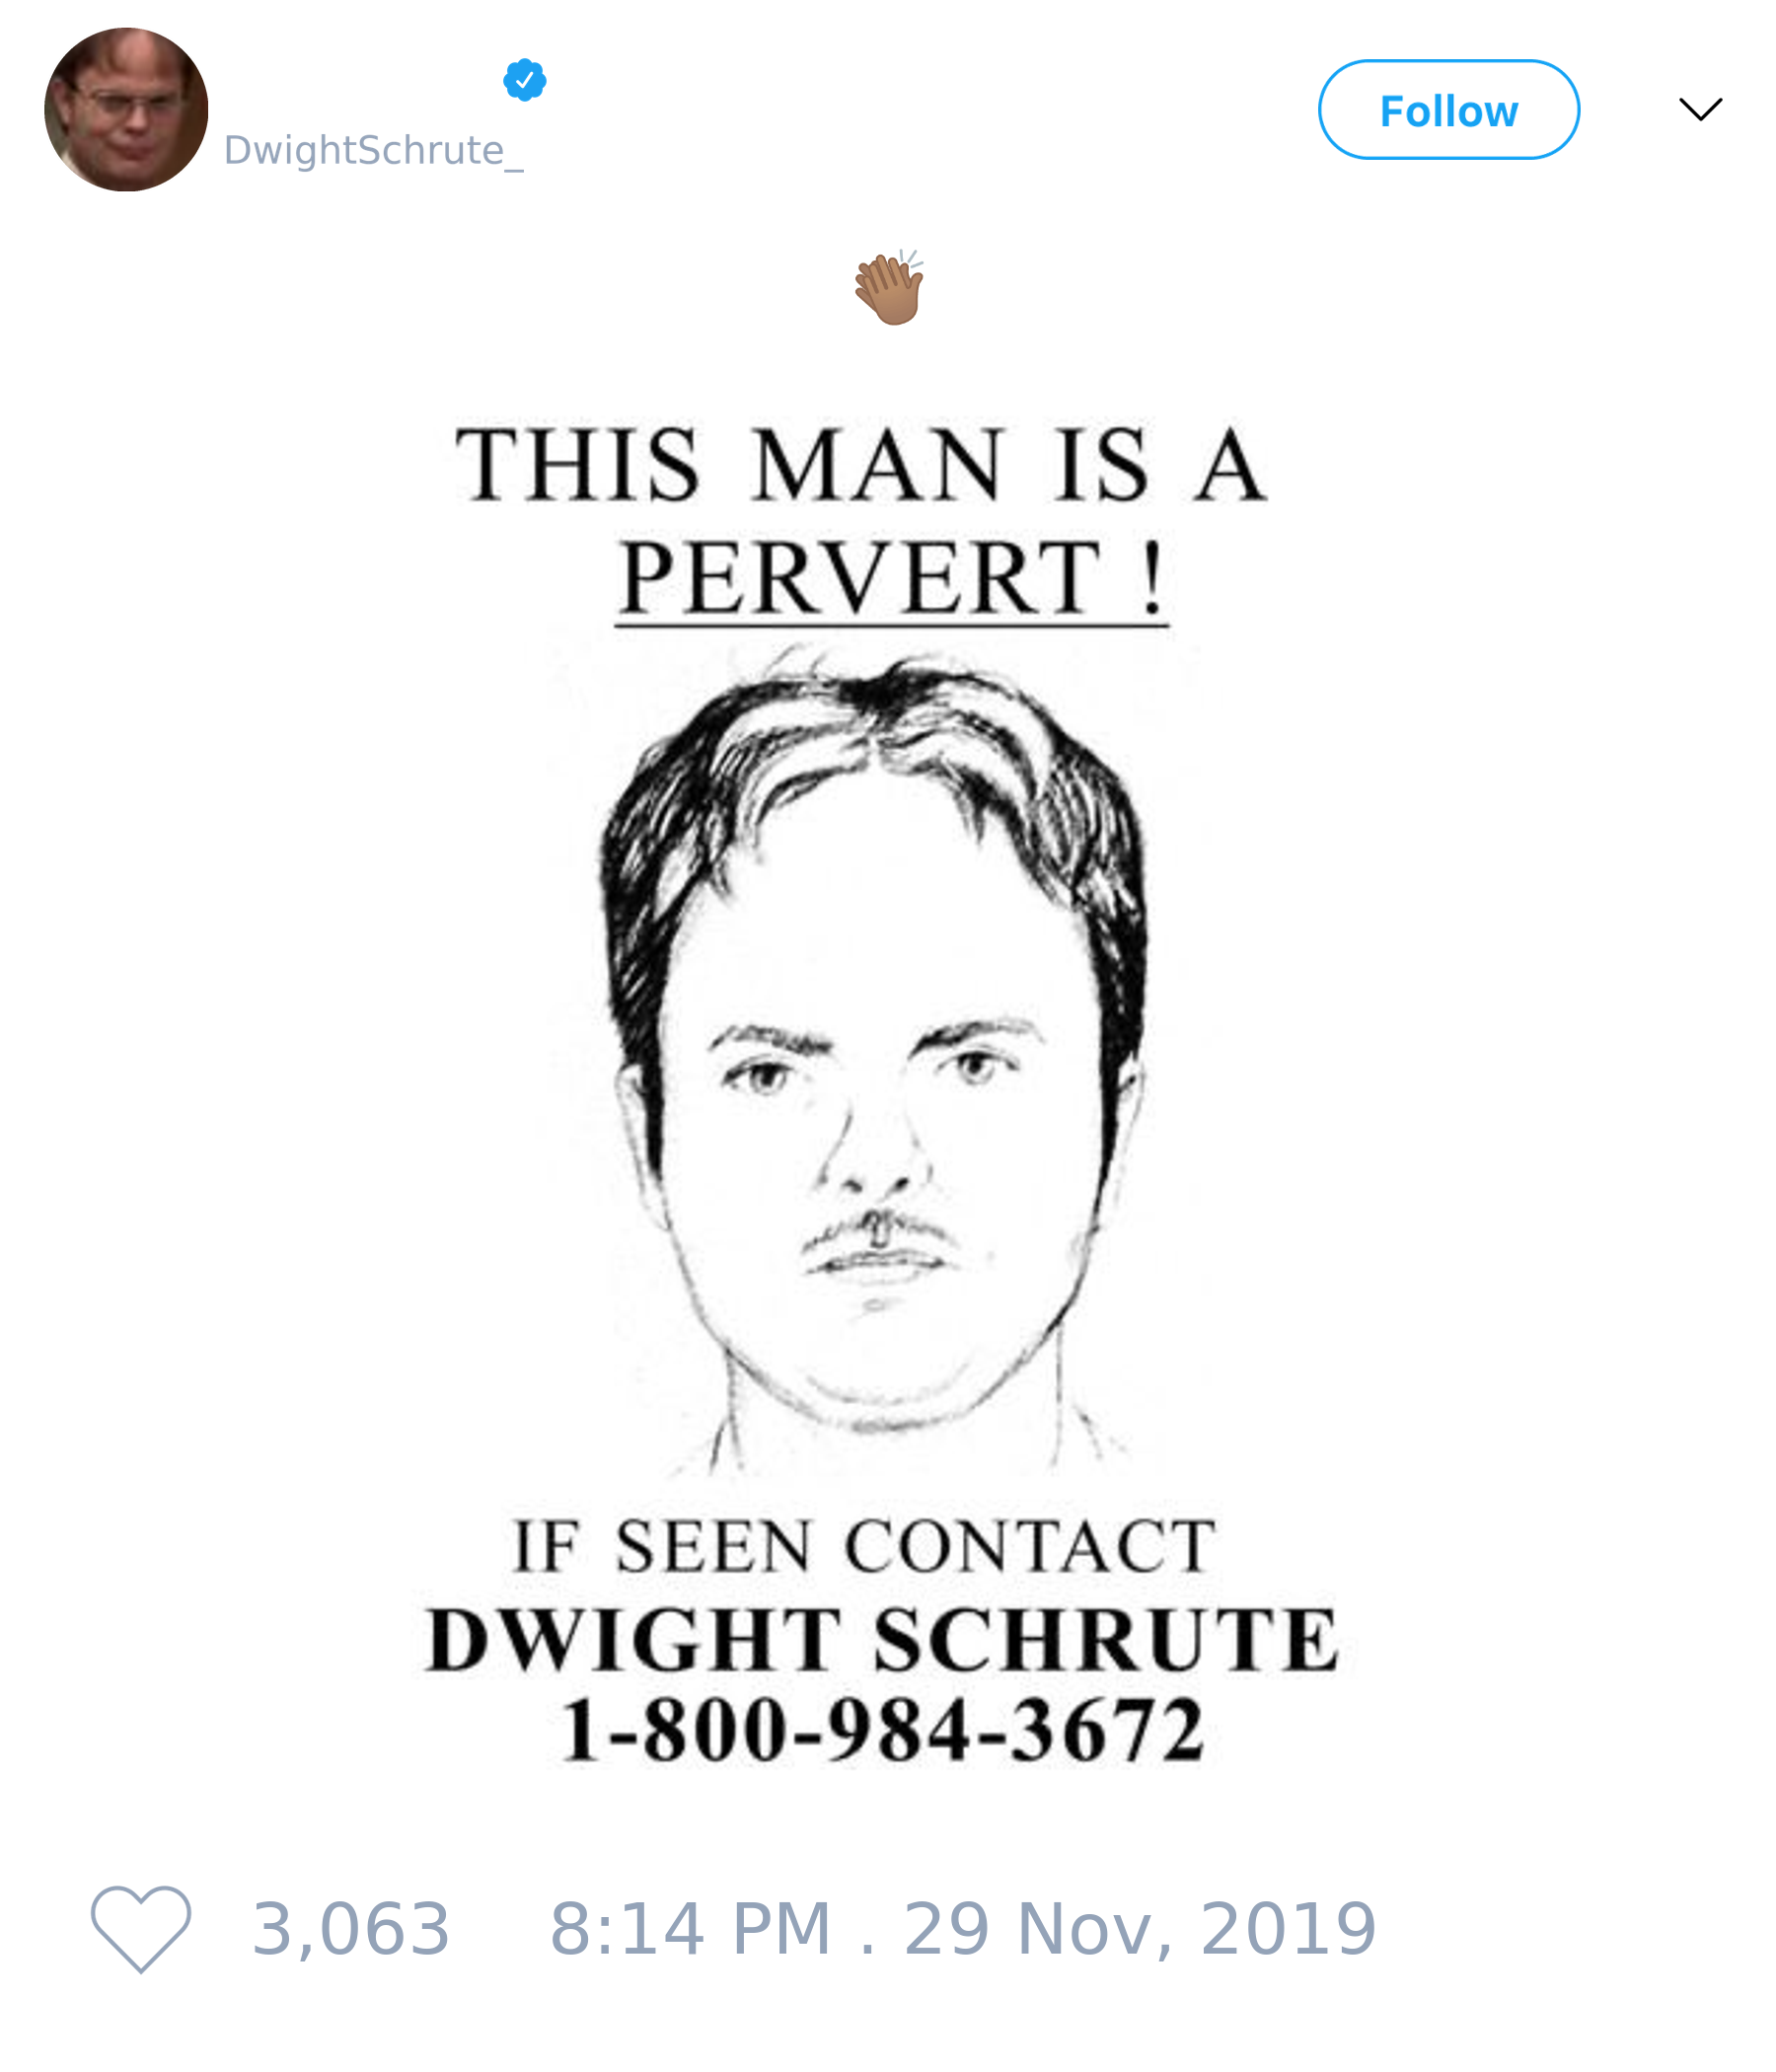 DwightSchrute_
Follow
👏🏽
THIS MAN IS A
PERVERT !
IF SEEN CONTACT
DWIGHT SCHRUTE
1-800-984-3672
3,063 8:14 PM . 29 Nov, 2019